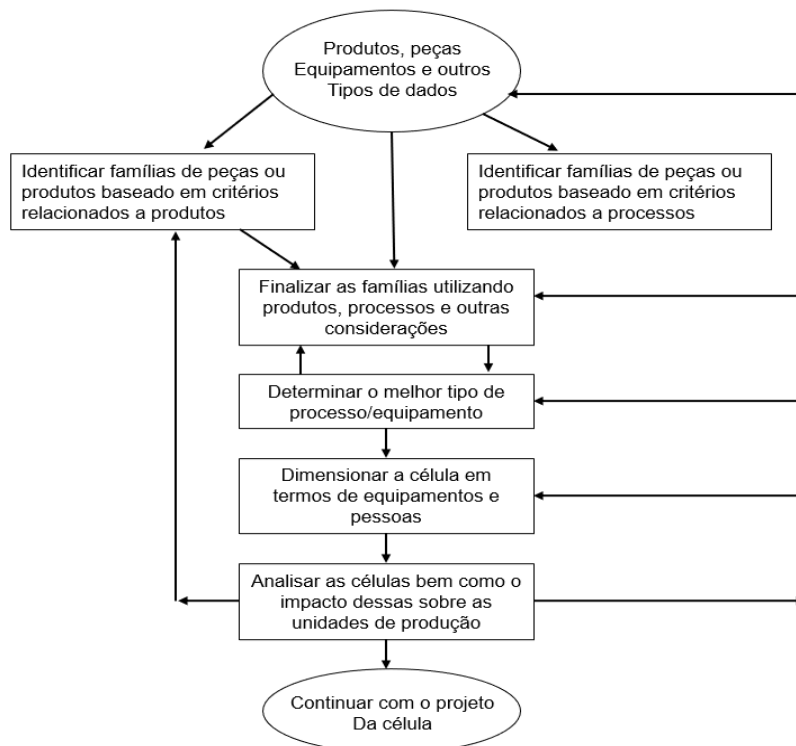 Produtos, peças
Equipamentos e outros
Tipos de dados
Identificar famílias de peças ou
produtos baseado em critérios
relacionados a produtos
Identificar famílias de peças ou
produtos baseado em critérios
relacionados a processos
Finalizar as famílias utilizando
produtos, processos e outras
considerações
Determinar o melhor tipo de
processo/equipamento
Dimensionar a célula em
termos de equipamentos e
pessoas
Analisar as células bem como o
impacto dessas sobre as
unidades de produção
Continuar com o projeto
Da célula